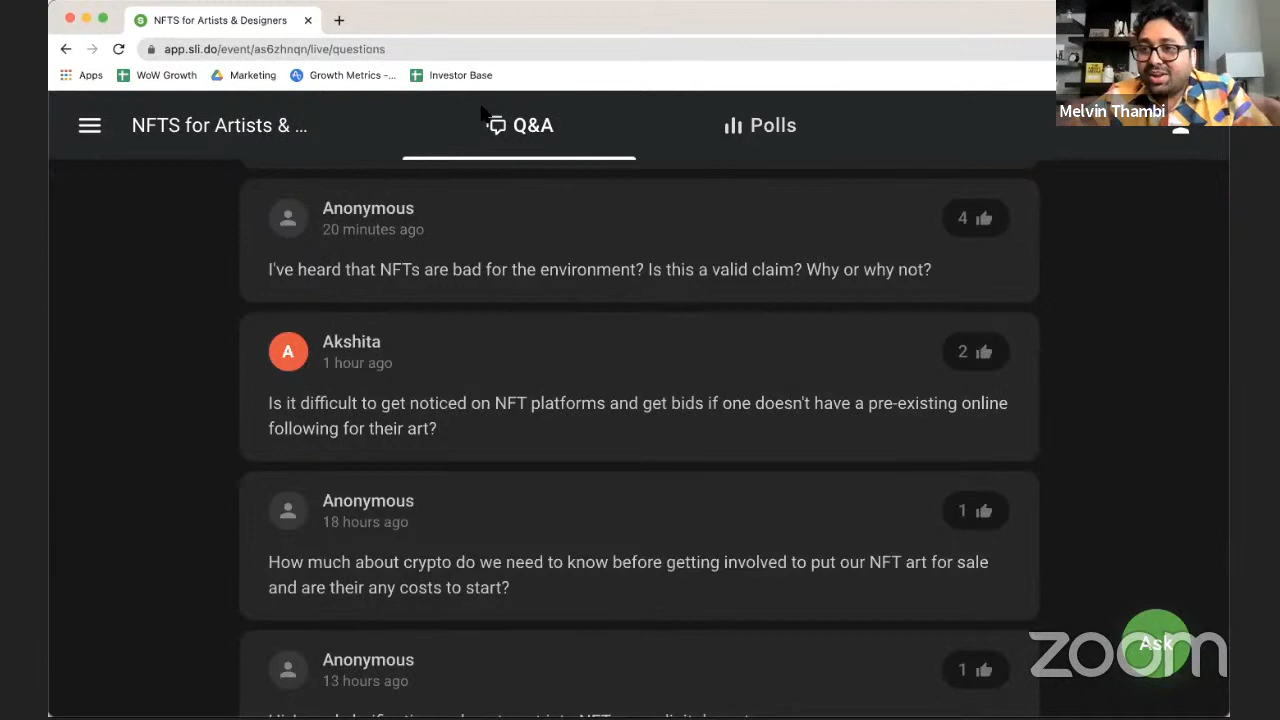 NFTS for Artists & Designers
app.sli.do/event/as6zhnqn/live/questions
Apps WoW Growth Marketing Growth Metrics -... Investor Base
Melvin Thambi
NFTS for Artists & ... Q&A Polls
Anonymous
20 minutes ago
4
I've heard that NFTs are bad for the environment? Is this a valid claim? Why or why not?
A
Akshita
1 hour ago
2
Is it difficult to get noticed on NFT platforms and get bids if one doesn't have a pre-existing online
following for their art?
Anonymous
18 hours ago
1
How much about crypto do we need to know before getting involved to put our NFT art for sale
and are their any costs to start?
Anonymous
13 hours ago
1
Ask
zoom